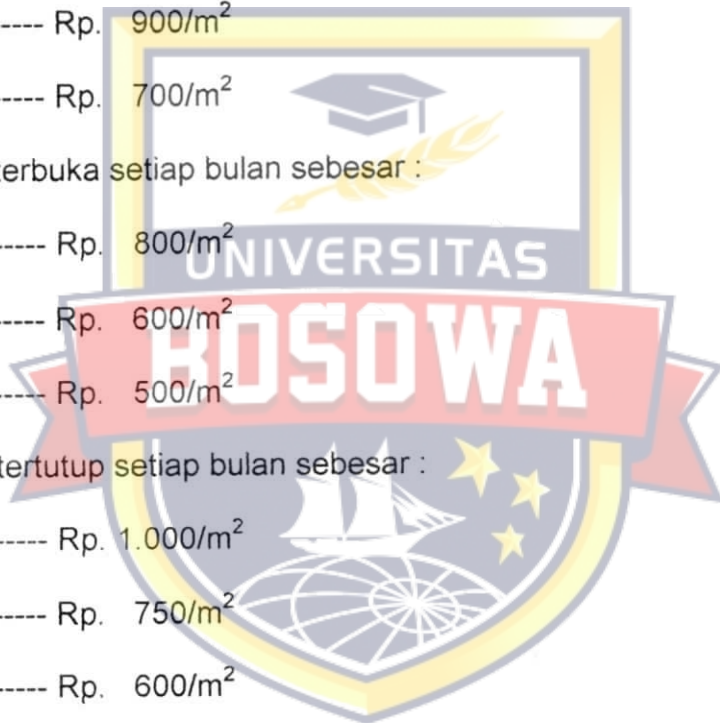 ---- Rp. 900/m²
----- Rp. 700/m²
terbuka setiap bulan sebesar :
----- Rp. 800/m²
UNIVERSITAS
----- Rp. 600/m²
BOSOWA
----- Rp. 500/m²
tertutup setiap bulan sebesar :
----- Rp. 1.000/m²
----- Rp. 750/m²
----- Rp. 600/m²